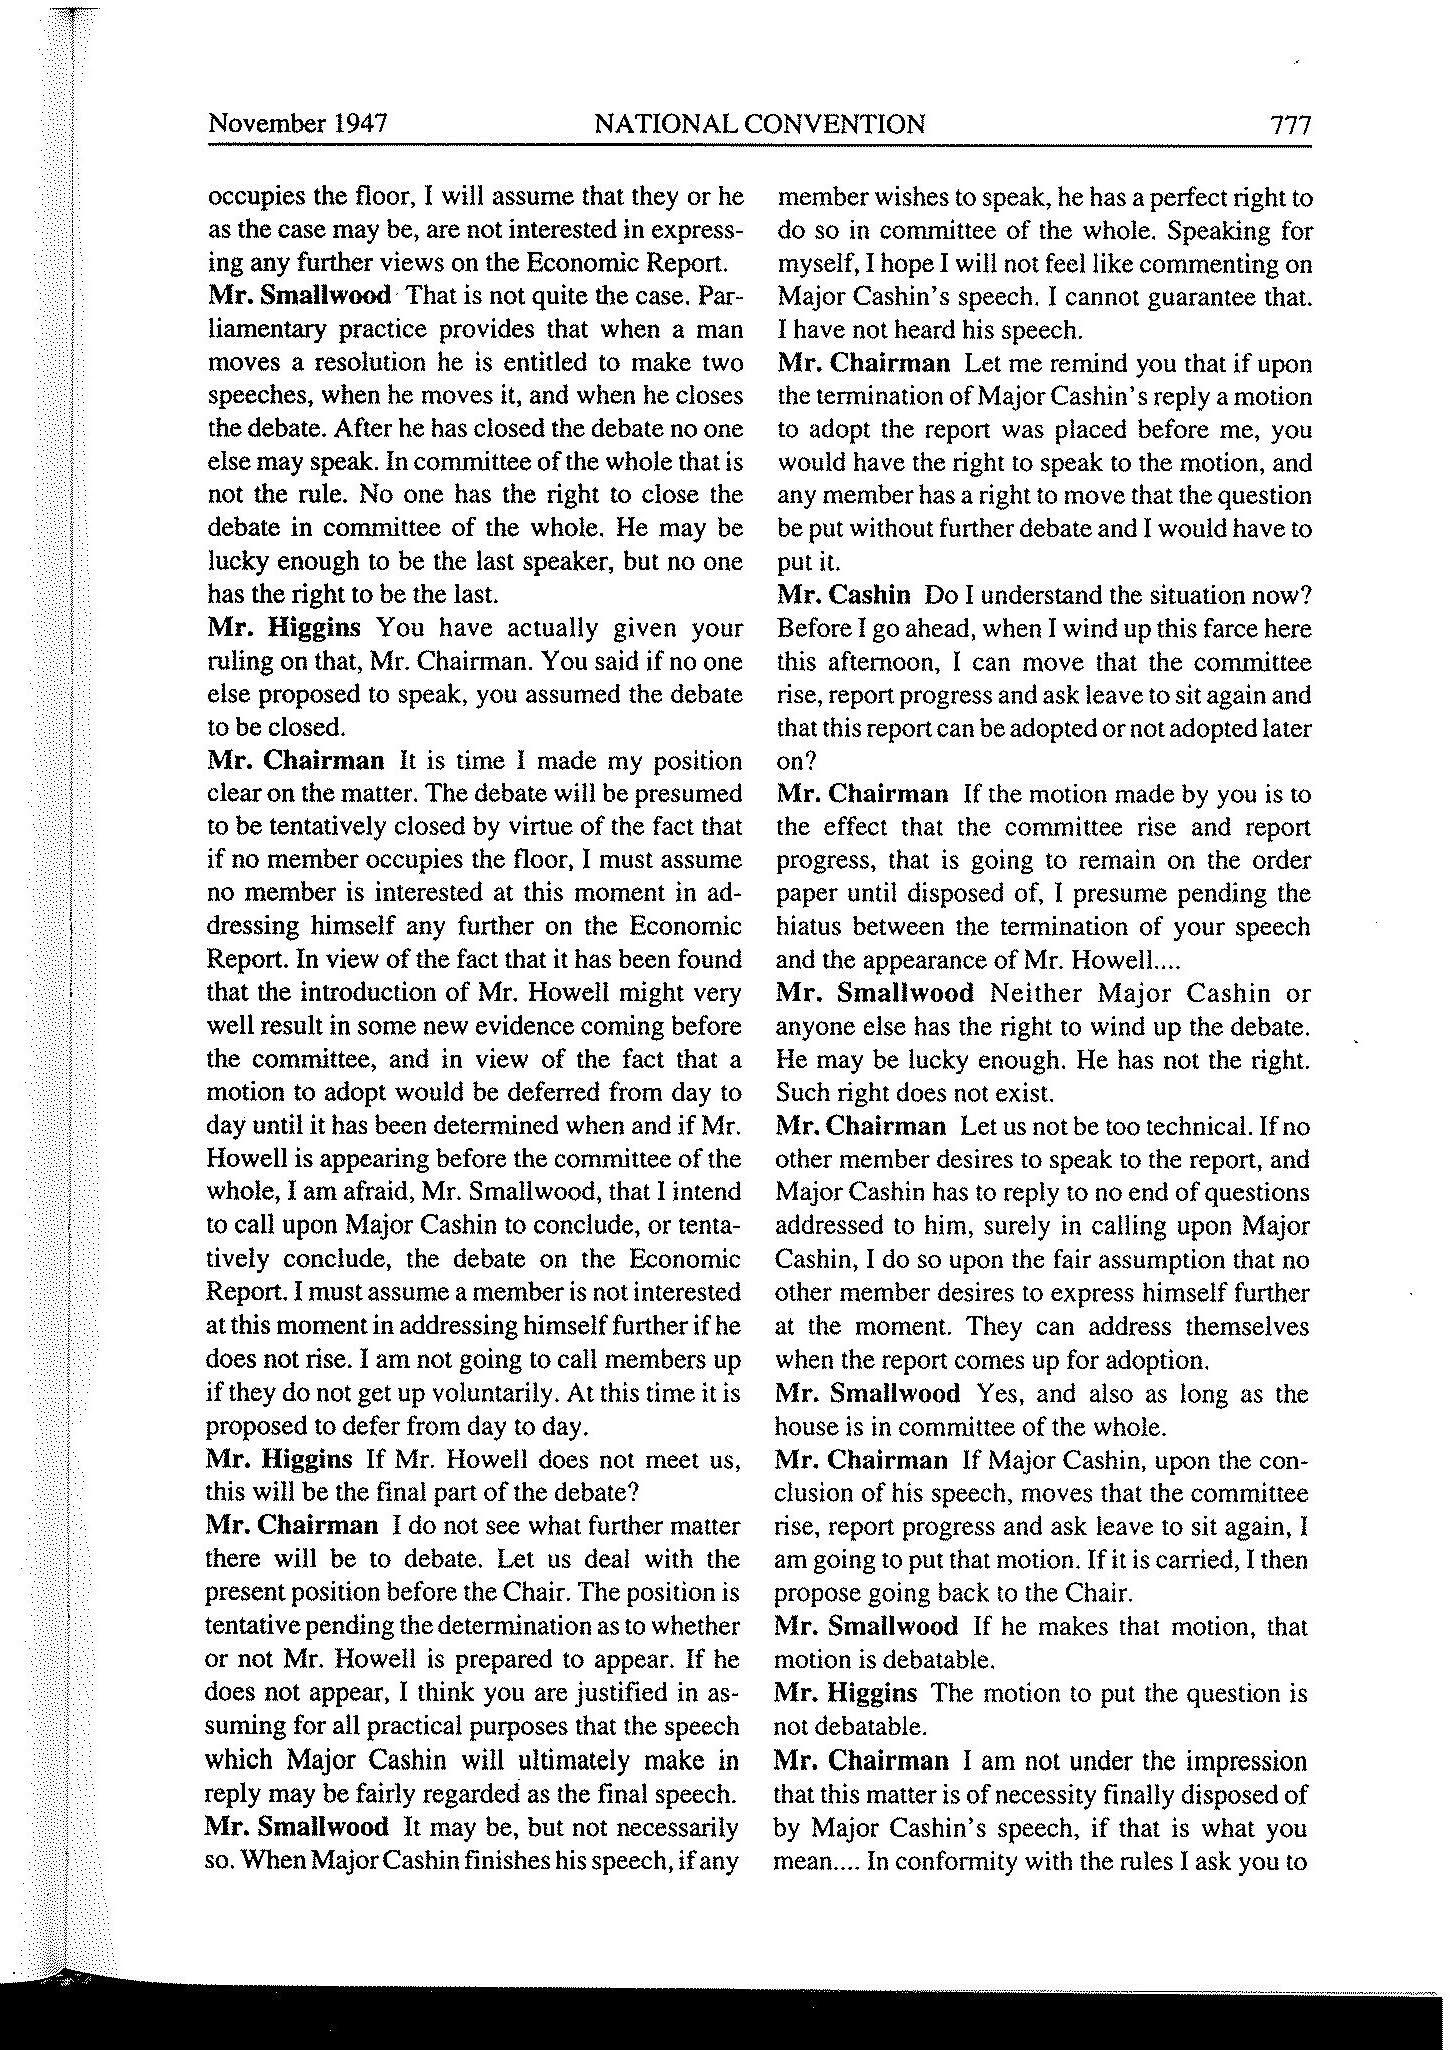 November 1947 NATIONAL CONVENTION 777
occupies the floor, I will assume that they or he
as the case may be, are not interested in express-
ing any further views on the Economic Report.
Mr. Smallwood That is not quite the case. Par-
liamentary practice provides that when a man
moves a resolution he is entitled to make two
speeches, when he moves it, and when he closes
the debate. After he has closed the debate no one
else may speak. In committee of the whole that is
not the rule. No one has the right to close the
debate in committee of the whole. He may be
lucky enough to be the last speaker, but no one
has the right to be the last.
Mr. Higgins You have actually given your
ruling on that, Mr. Chairman. You said if no one
else proposed to speak, you assumed the debate
to be closed.
Mr. Chairman It is time I made my position
clear on the matter. The debate will be presumed
to be tentatively closed by virtue of the fact that
if no member occupies the floor, I must assume
no member is interested at this moment in ad-
dressing himself any further on the Economic
Report. In view of the fact that it has been found
that the introduction of Mr. Howell might very
well result in some new evidence coming before
the committee, and in view of the fact that a
motion to adopt would be deferred from day to
day until it has been determined when and if Mr.
Howell is appearing before the committee of the
whole, I am afraid, Mr. Smallwood, that I intend
to call upon Major Cashin to conclude, or tenta-
tively conclude, the debate on the Economic
Report. I must assume a member is not interested
at this moment in addressing himself further if he
does not rise. I am not going to call members up
if they do not get up voluntarily. At this time it is
proposed to defer from day to day.
Mr. Higgins If Mr. Howell does not meet us,
this will be the final part of the debate?
Mr. Chairman I do not see what further matter
there will be to debate. Let us deal with the
present position before the Chair. The position is
tentative pending the determination as to whether
or not Mr. Howell is prepared to appear. If he
does not appear, I think you are justified in as-
suming for all practical purposes that the speech
which Major Cashin will ultimately make in
reply may be fairly regarded as the final speech.
Mr. Smallwood It may be, but not necessarily
so. When Major Cashin finishes his speech, if any
member wishes to speak, he has a perfect right to
do so in committee of the whole. Speaking for
myself, I hope I will not feel like commenting on
Major Cashin's speech. I cannot guarantee that.
I have not heard his speech.
Mr. Chairman Let me remind you that if upon
the termination of Major Cashin's reply a motion
to adopt the report was placed before me, you
would have the right to speak to the motion, and
any member has a right to move that the question
be put without further debate and I would have to
put it.
Mr. Cashin Do I understand the situation now?
Before I go ahead, when I wind up this farce here
this afternoon, I can move that the committee
rise, report progress and ask leave to sit again and
that this report can be adopted or not adopted later
on?
Mr. Chairman If the motion made by you is to
the effect that the committee rise and report
progress, that is going to remain on the order
paper until disposed of, I presume pending the
hiatus between the termination of your speech
and the appearance of Mr. Howell....
Mr. Smallwood Neither Major Cashin or
anyone else has the right to wind up the debate.
He may be lucky enough. He has not the right.
Such right does not exist.
Mr. Chairman Let us not be too technical. If no
other member desires to speak to the report, and
Major Cashin has to reply to no end of questions
addressed to him, surely in calling upon Major
Cashin, I do so upon the fair assumption that no
other member desires to express himself further
at the moment. They can address themselves
when the report comes up for adoption.
Mr. Smallwood Yes, and also as long as the
house is in committee of the whole.
Mr. Chairman If Major Cashin, upon the con-
clusion of his speech, moves that the committee
rise, report progress and ask leave to sit again, I
am going to put that motion. If it is carried, I then
propose going back to the Chair.
Mr. Smallwood If he makes that motion, that
motion is debatable.
Mr. Higgins The motion to put the question is
not debatable.
Mr. Chairman I am not under the impression
that this matter is of necessity finally disposed of
by Major Cashin's speech, if that is what you
mean.... In conformity with the rules I ask you to